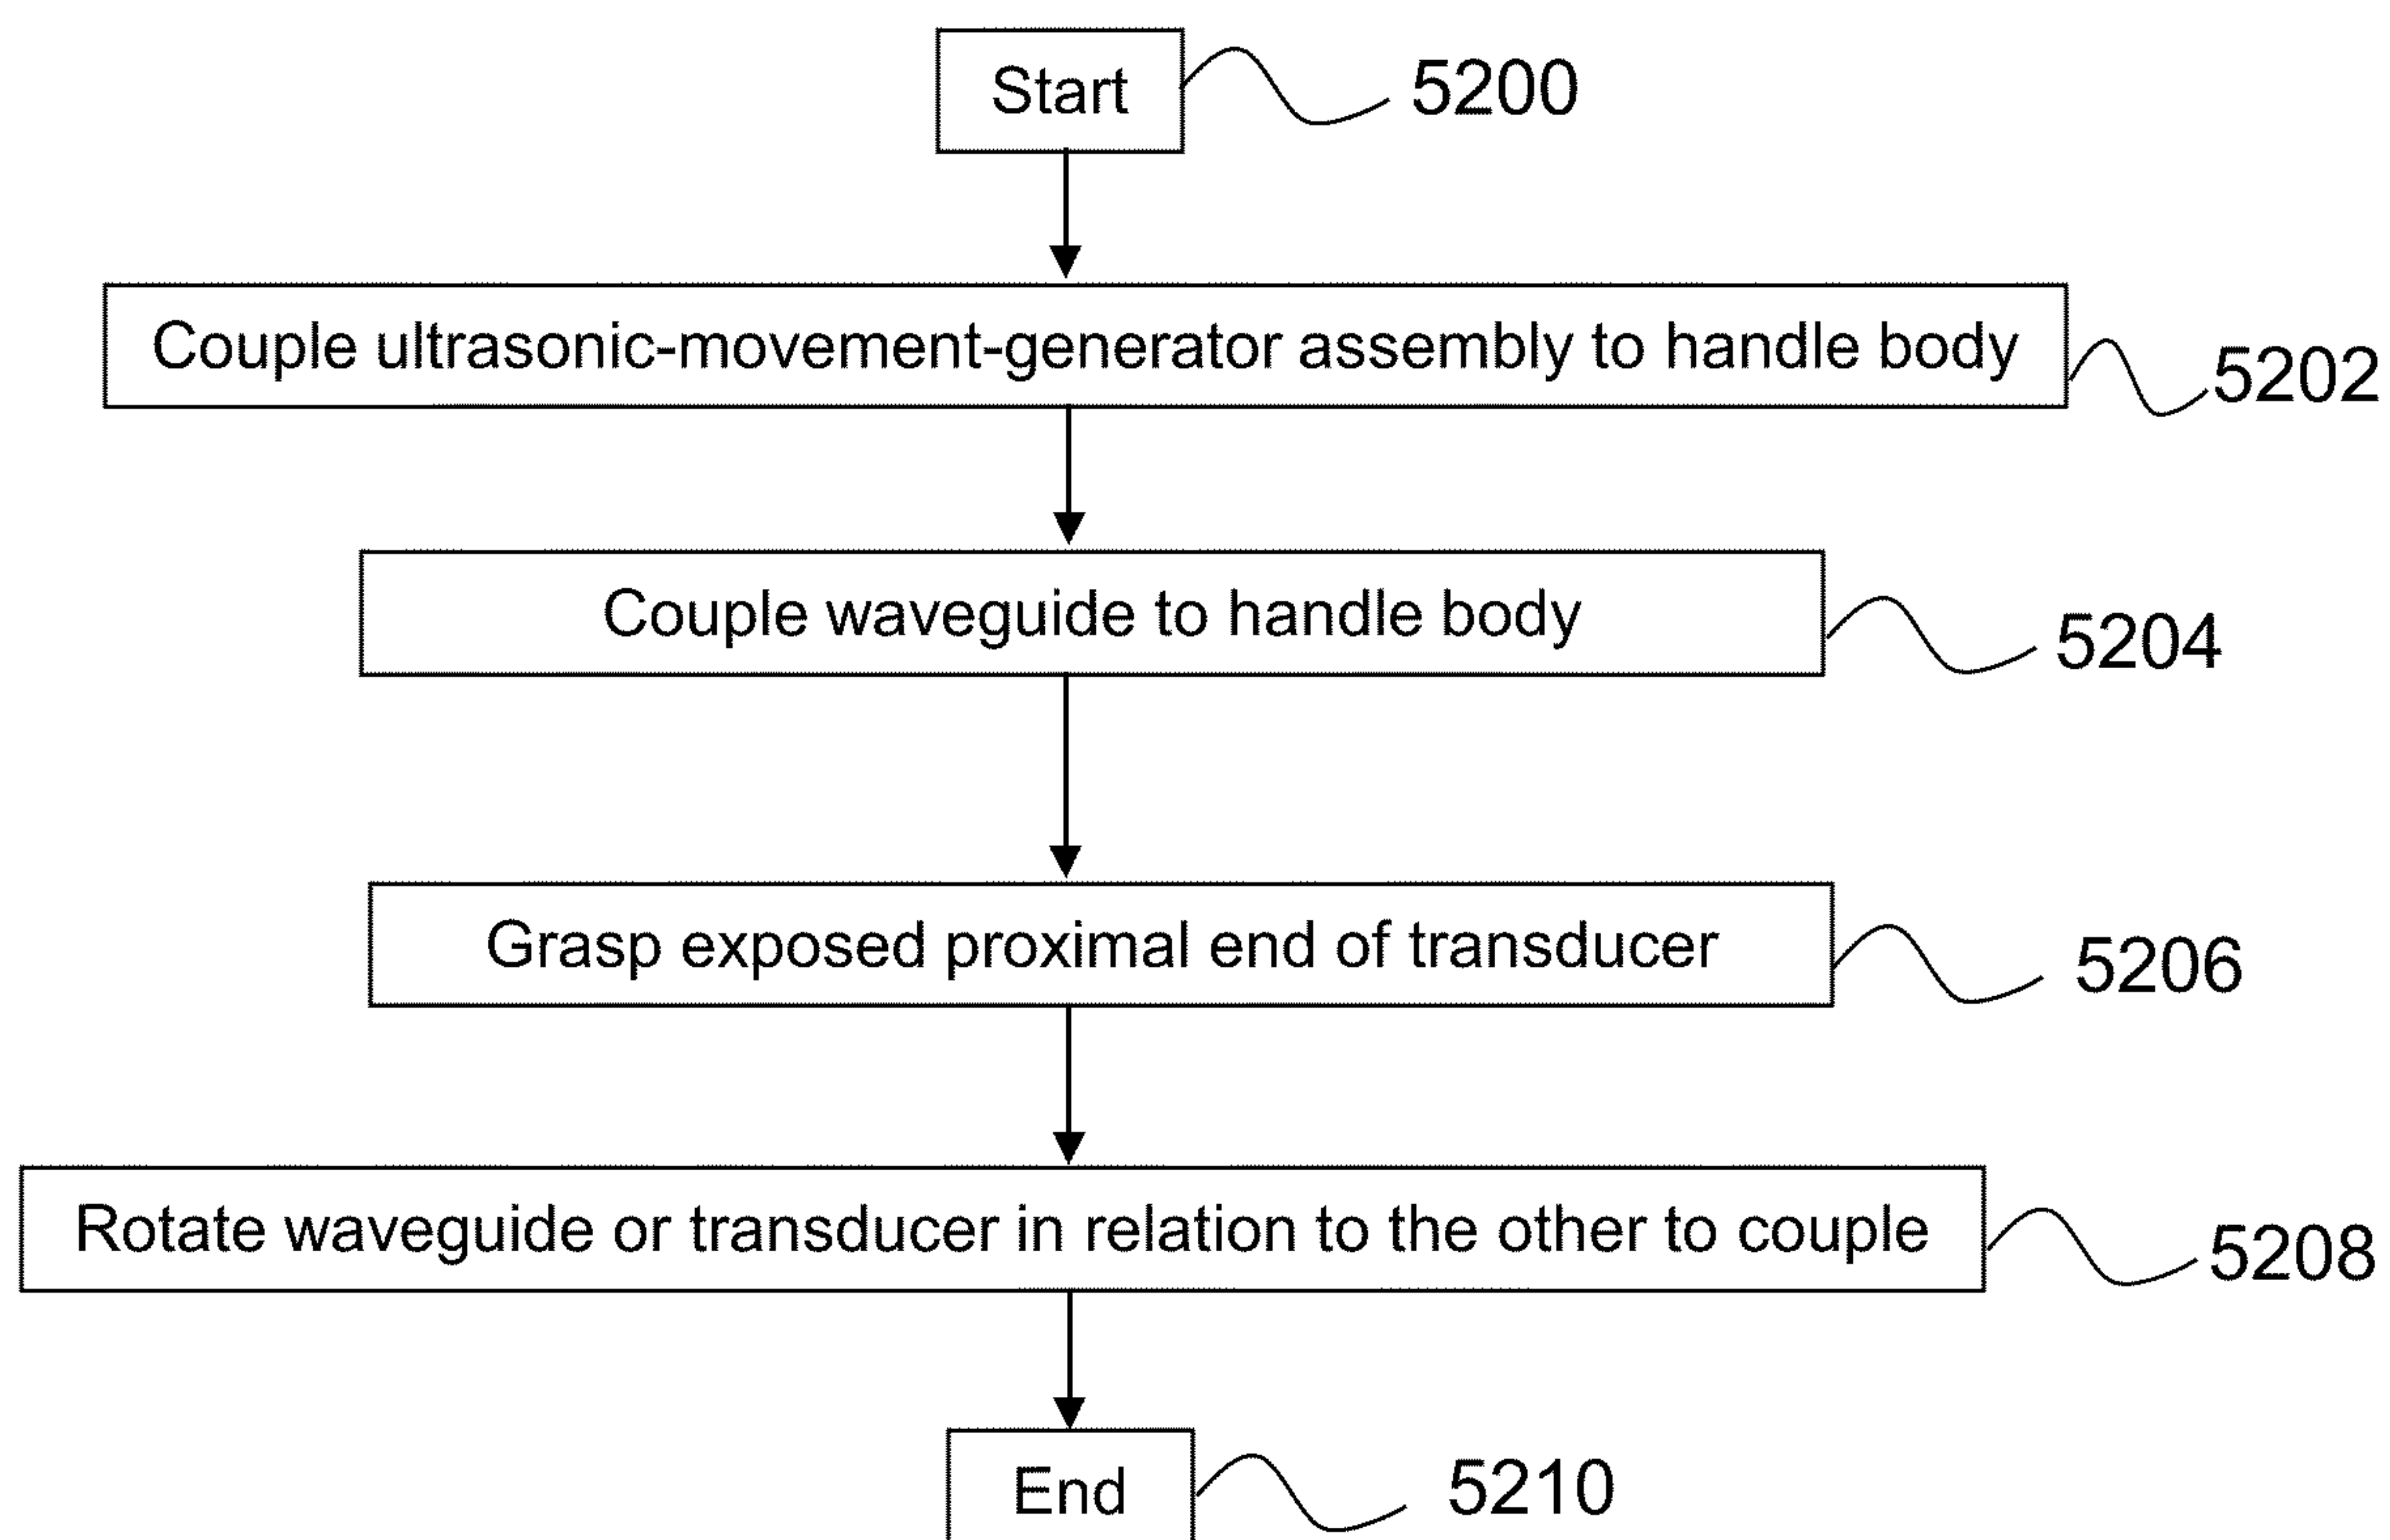 Start
5200
Couple ultrasonic-movement-generator assembly to handle body
5202
Couple waveguide to handle body
5204
Grasp exposed proximal end of transducer
5206
Rotate waveguide or transducer in relation to the other to couple
5208
End
5210